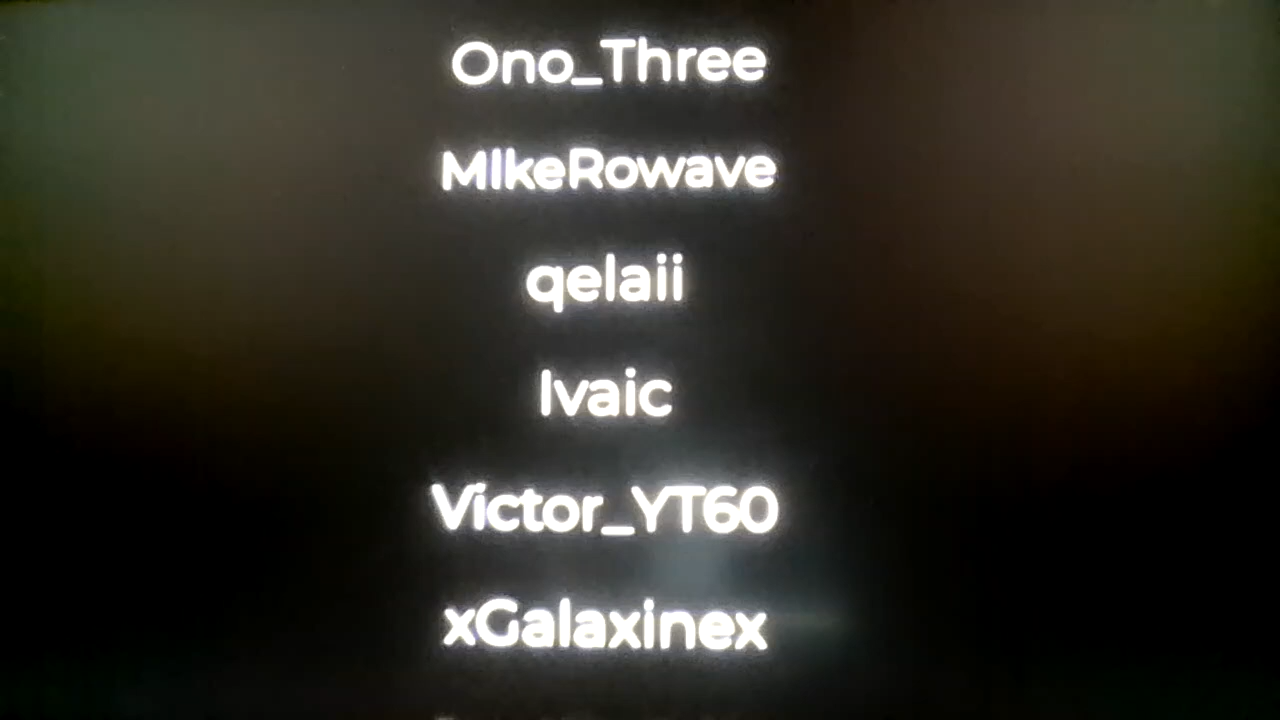 Ono_Three
MIkeRowave
qelaii
Ivaic
Victor_YT60
xGalaxinex